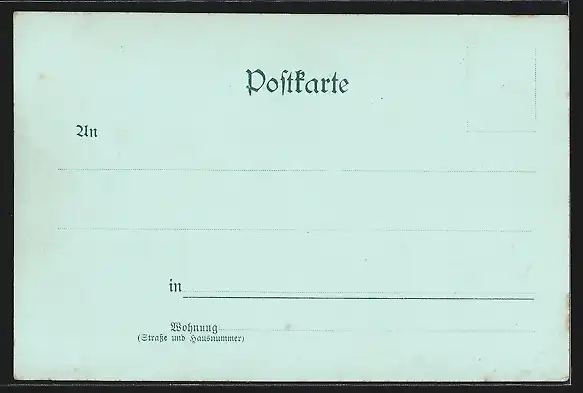 Poſtkarte
An
in
Wohnung
(Straße und Hausnummer)